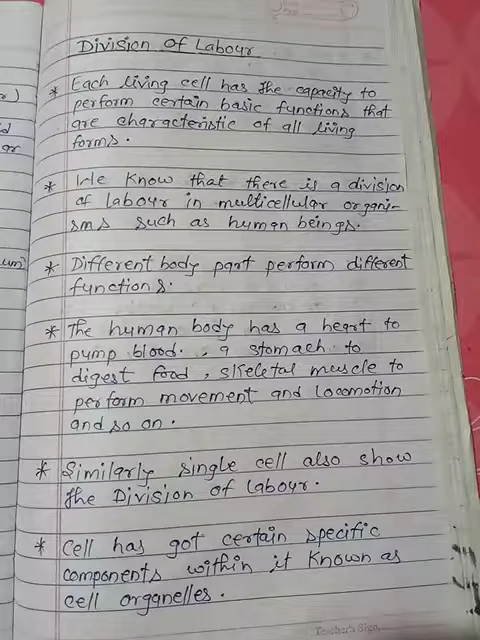 Division of Labour
* Each living cell has the capacity to
perform certain basic functions that
are characteristic of all living
forms.
* We know that there is a division
of labour in multicellular organi-
sms such as human beings.
* Different body part perform different
functions.
* The human body has a heart to
pump blood. , a stomach to
digest food , skeletal muscle to
perform movement and locomotion
and so on.
* Similarly single cell also show
the Division of labour.
* Cell has got certain specific
components within it known as
cell organelles.
Teacher's Sign.